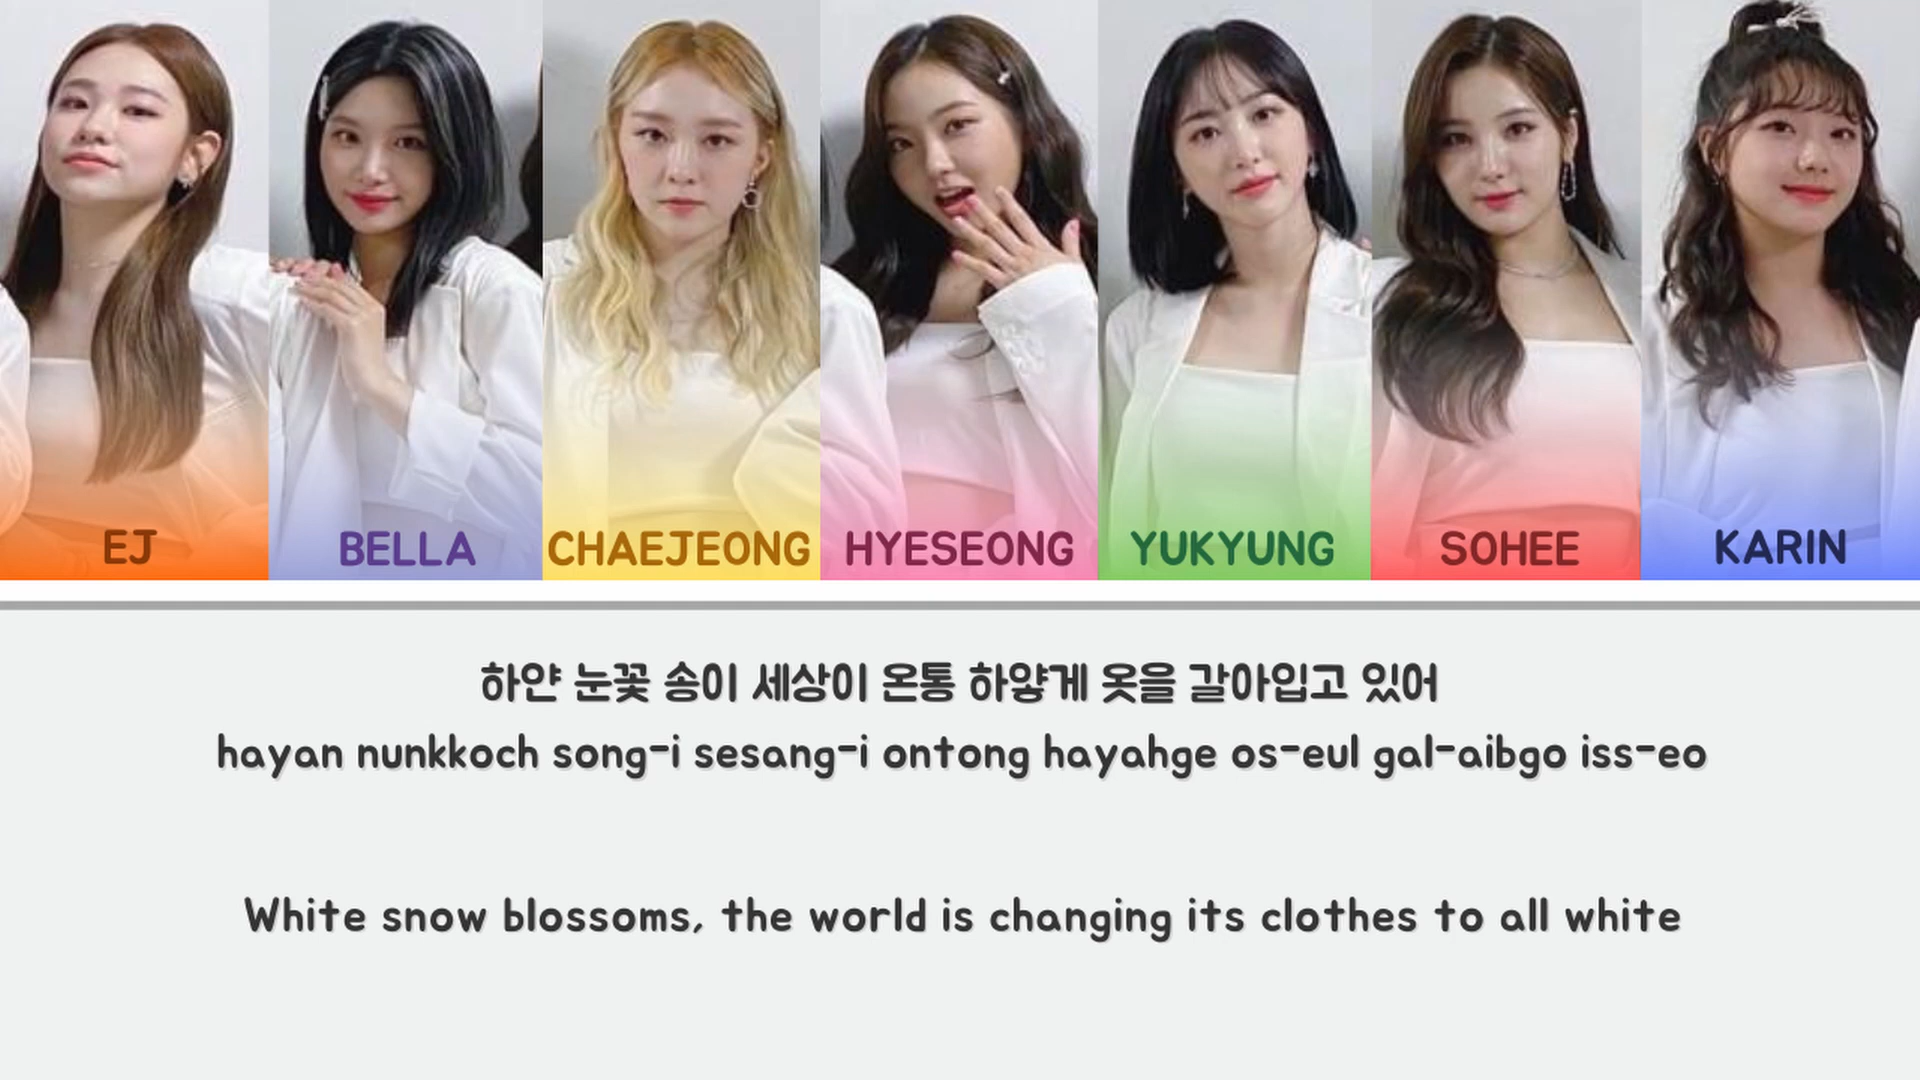 EJ BELLA CHAEJEONG HYESEONG YUKYUNG SOHEE KARIN
하얀 눈꽃 송이 세상이 온통 하얗게 옷을 갈아입고 있어
hayan nunkkoch song-i sesang-i ontong hayahge os-eul gal-aibgo iss-eo
White snow blossoms, the world is changing its clothes to all white